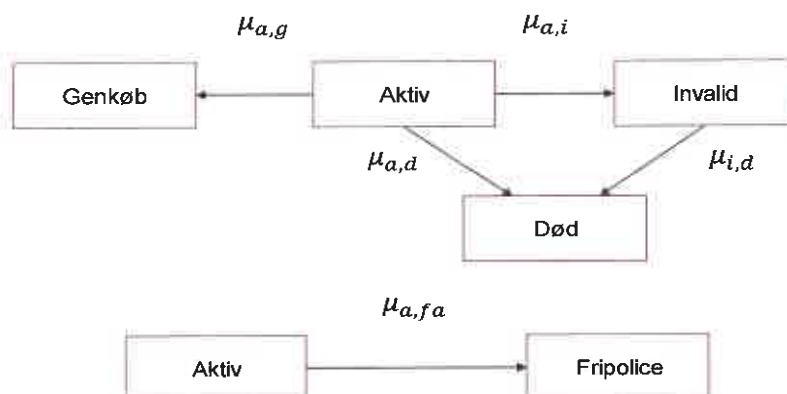 μ_{a,g} μ_{a,i}
Genkøb Aktiv Invalid
μ_{a,d} μ_{i,d}
Død
μ_{a,fa}
Aktiv Fripolice